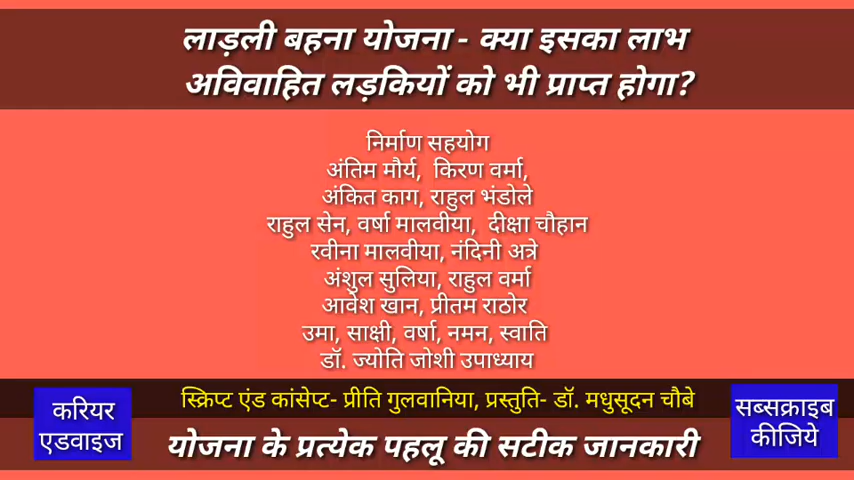 लाड़ली बहना योजना - क्या इसका लाभ
अविवाहित लड़कियों को भी प्राप्त होगा?
निर्माण सहयोग
अंतिम मौर्य, किरण वर्मा,
अंकित काग, राहुल भंडोले
राहुल सेन, वर्षा मालवीया, दीक्षा चौहान
रवीना मालवीया, नंदिनी अत्रे
अंशुल सुलिया, राहुल वर्मा
आवेश खान, प्रीतम राठोर
उमा, साक्षी, वर्षा, नमन, स्वाति
डॉ. ज्योति जोशी उपाध्याय
स्क्रिप्ट एंड कांसेप्ट- प्रीति गुलवानिया, प्रस्तुति- डॉ. मधुसूदन चौबे
करियर
एडवाइज
योजना के प्रत्येक पहलू की सटीक जानकारी
सब्सक्राइब
कीजिये